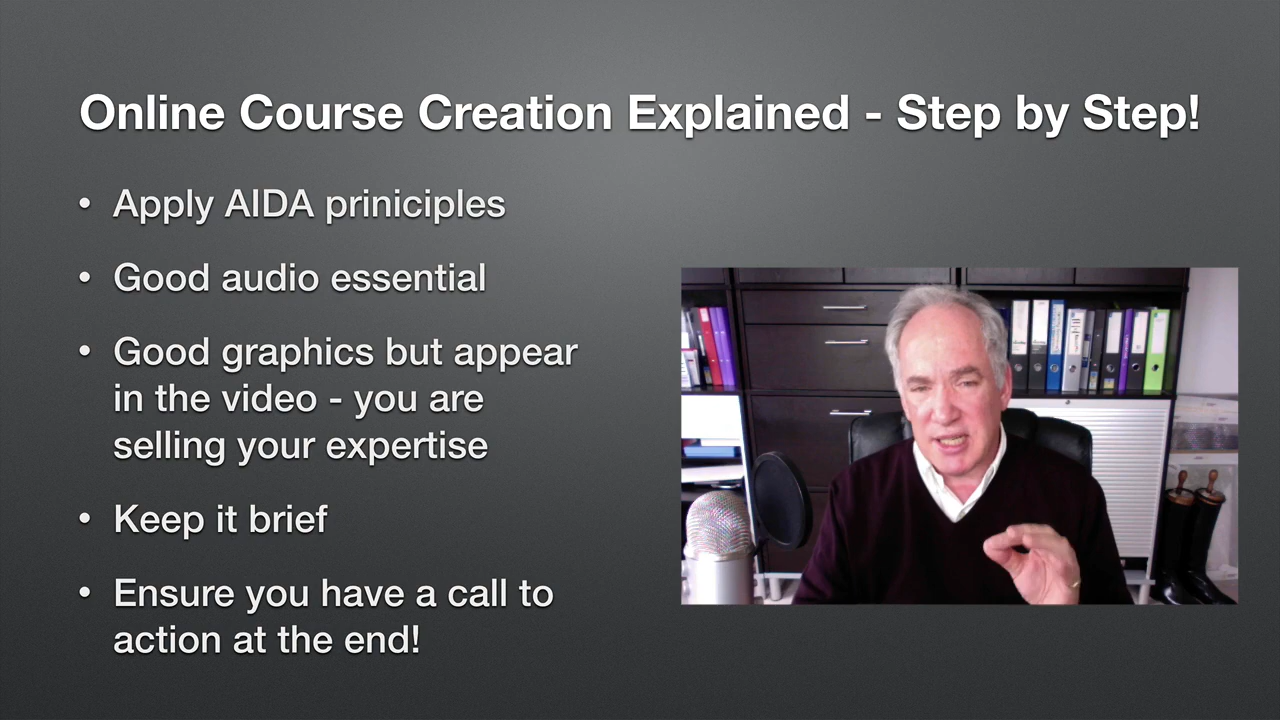 Online Course Creation Explained - Step by Step!
• Apply AIDA priniciples
• Good audio essential
• Good graphics but appear
in the video - you are
selling your expertise
• Keep it brief
• Ensure you have a call to
action at the end!